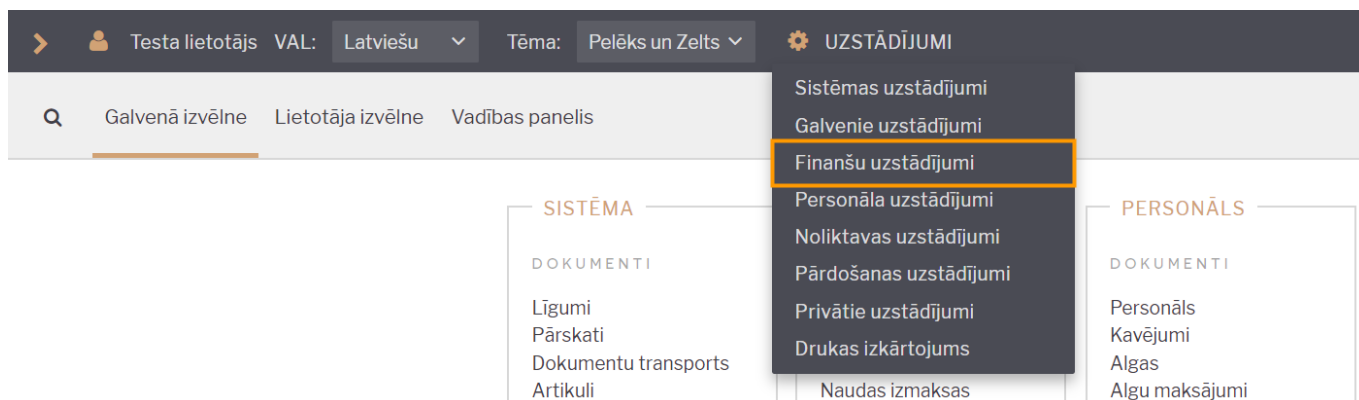 Testa lietotājs VAL: Latviešu Tēma: Pelēks un Zelts UZSTĀDĪJUMI
Galvenā izvēlne Lietotāja izvēlne Vadības panelis
Sistēmas uzstādījumi
Galvenie uzstādījumi
Finanšu uzstādījumi
Personāla uzstādījumi
Noliktavas uzstādījumi
Pārdošanas uzstādījumi
Privātie uzstādījumi
Drukas izkārtojums
SISTĒMA
DOKUMENTI
Līgumi
Pārskati
Dokumentu transports
Artikuli
Naudas izmaksas
PERSONĀLS
DOKUMENTI
Personāls
Kavējumi
Algas
Algu maksājumi